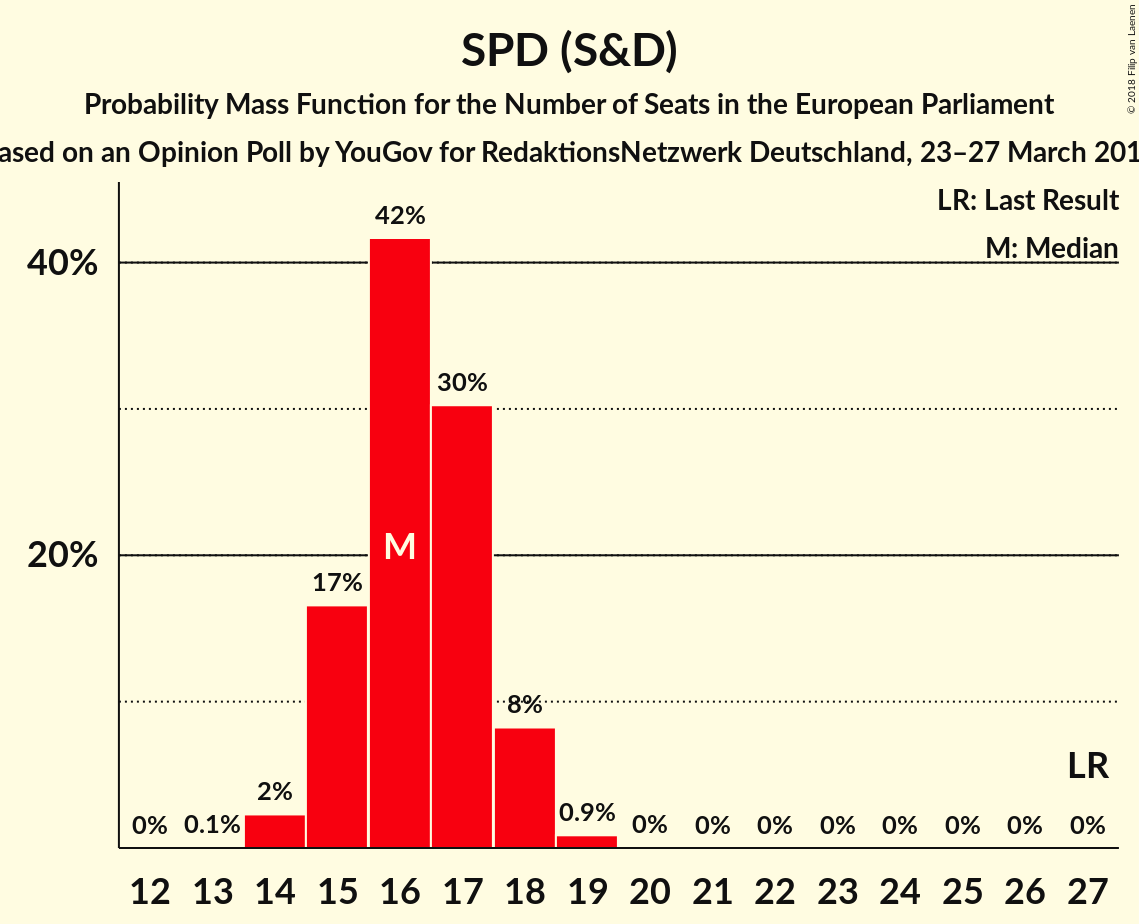 SPD (S&D)
Probability Mass Function for the Number of Seats in the European Parliament
ased on an Opinion Poll by YouGov for RedaktionsNetzwerk Deutschland, 23–27 March 201
© 2018 Filip van Laenen
LR: Last Result
M: Median
40%
20%
42%
30%
17%
8%
2%
0.9%
0.1%
0%
0%
0%
0%
0%
0%
0%
0%
0%
M
LR
12 13 14 15 16 17 18 19 20 21 22 23 24 25 26 27